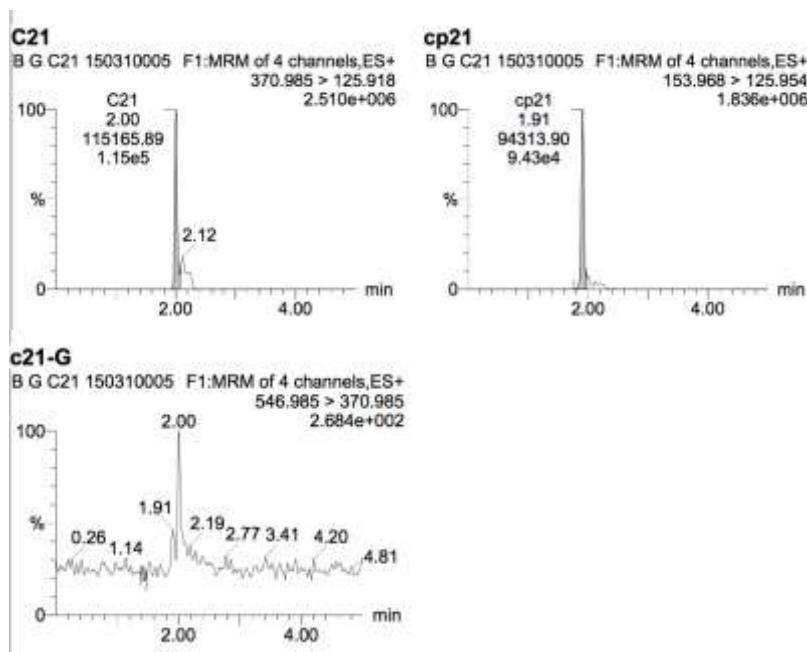 C21
B G C21 150310005 F1:MRM of 4 channels,ES+
370.985 > 125.918
2.510e+006
100
C21
2.00
115165.89
1.15e5
%
2.12
0
min
2.00
4.00
cp21
B G C21 150310005 F1:MRM of 4 channels,ES+
153.968 > 125.954
1.836e+006
100
cp21
1.91
94313.90
9.43e4
%
0
min
2.00
4.00
c21-G
B G C21 150310005 F1:MRM of 4 channels,ES+
546.985 > 370.985
2.684e+002
100
2.00
%
1.91
2.19
0.26
1.14
2.77
3.41
4.20
4.81
0
min
2.00
4.00